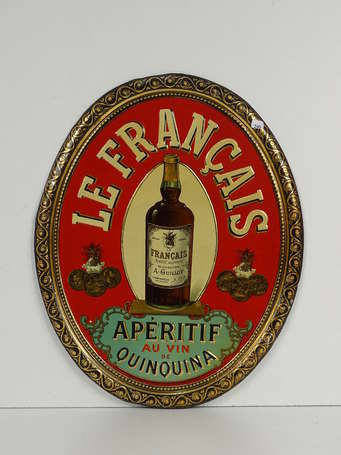 LE FRANÇAIS
FRANÇAIS
A. GUILLOT
APÉRITIF
AU VIN
DE
QUINQUINA